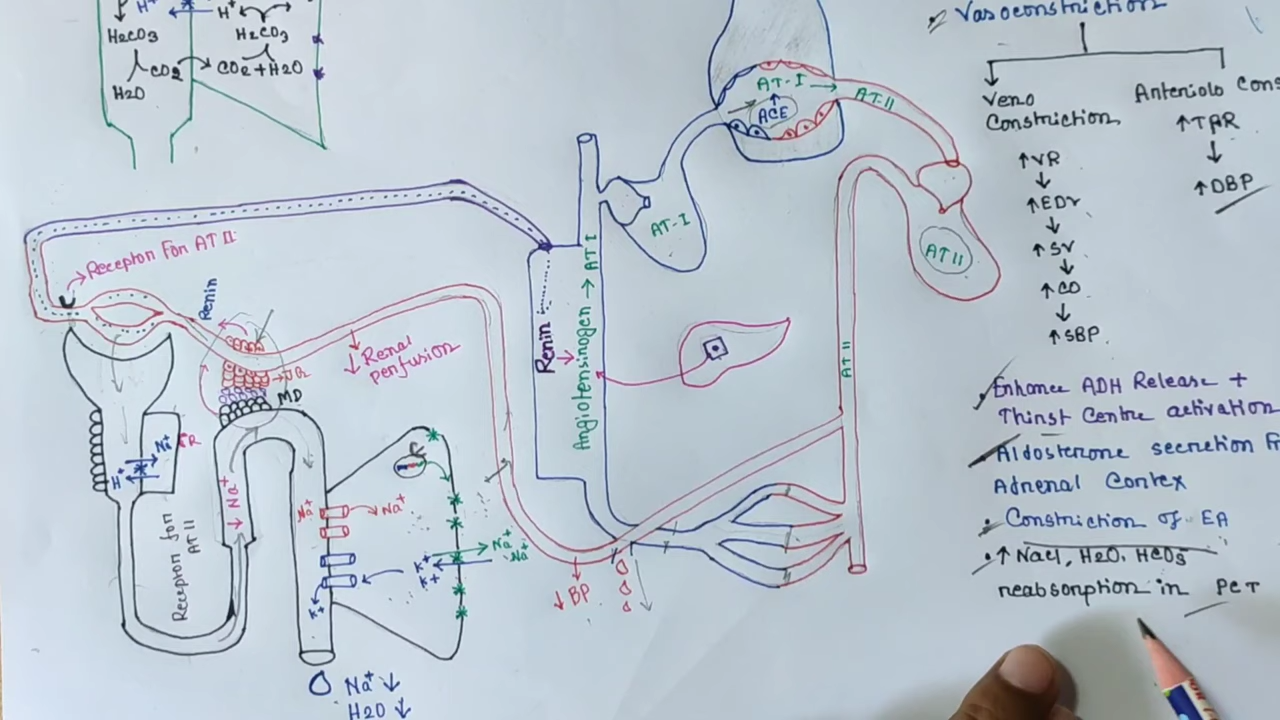 H+
H+
H2CO3
H2CO3
CO2
CO2+H2O
H2O
Vasoconstriction
Veno
Constriction
↑VR
↓
↑EDV
↓
↑SV
↓
↑CO
↓
↑SBP
Arteriolo Cons
↑TPR
↓
↑DBP
• Enhance ADH Release +
Thirst Centre activation
• Aldosterone secretion Fr
Adrenal Cortex
• Constriction of EA
• ↑ NaCl, H2O, HCO3
reabsorption in PCT
AT-I →
ACE
AT II
AT-I
AT II
AT II
Receptor For AT II
Renin
Renin
Angiotensinogen → AT I
↓ Renal
perfusion
JG
MD
Na+
H+
R
Receptor for
AT II
↓ Na+
Na+
Na+
K+
K+
K+
Na+
Na+
↓ BP
Na+ ↓
H2O ↓